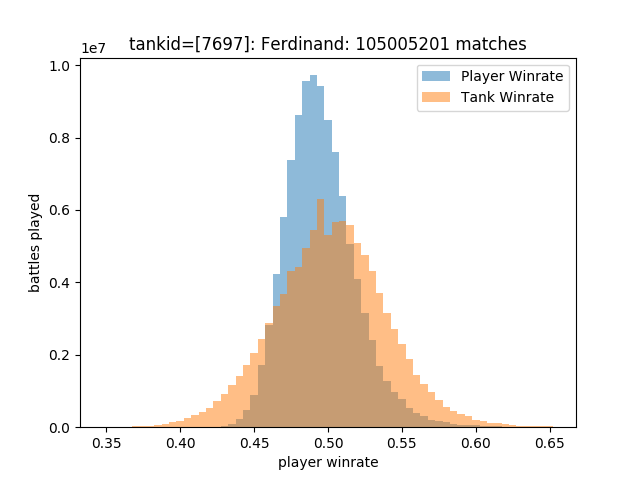 tankid=[7697]: Ferdinand: 105005201 matches
1e7
Player Winrate
Tank Winrate
1.0
0.8
0.6
0.4
0.2
0.0
battles played
0.35 0.40 0.45 0.50 0.55 0.60 0.65
player winrate